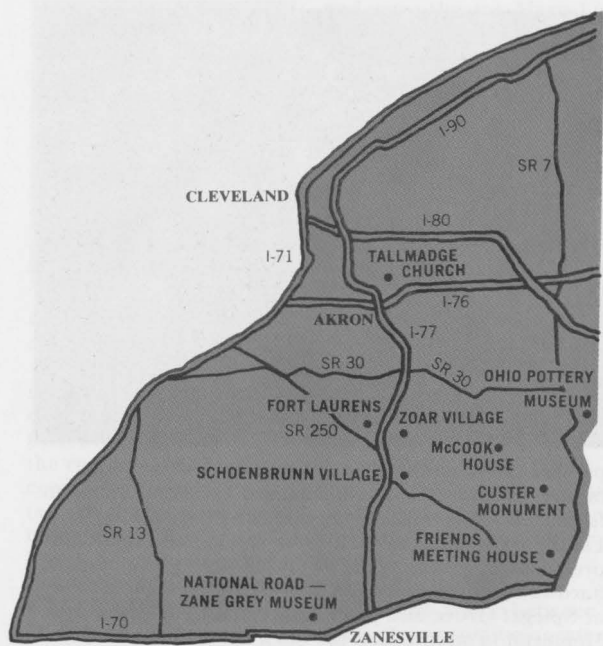 I-90
SR 7
CLEVELAND
I-80
I-71
TALLMADGE
CHURCH
I-76
AKRON
I-77
SR 30
SR 30
OHIO POTTERY
MUSEUM
FORT LAURENS
ZOAR VILLAGE
SR 250
McCOOK
HOUSE
SCHOENBRUNN VILLAGE
CUSTER
MONUMENT
SR 13
FRIENDS
MEETING HOUSE
NATIONAL ROAD —
ZANE GREY MUSEUM
I-70
ZANESVILLE